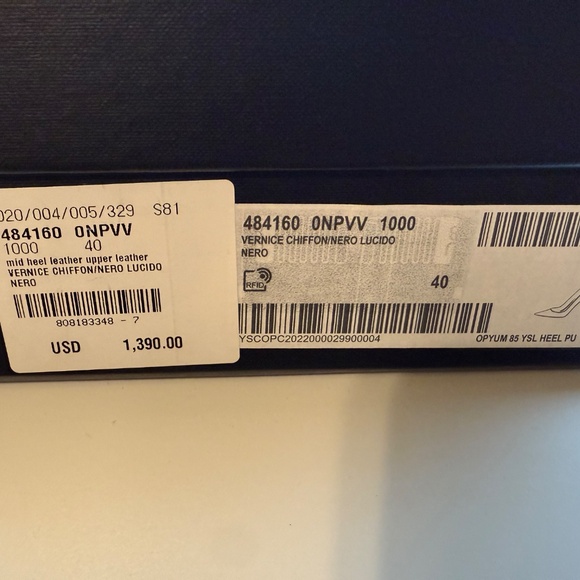 020/004/005/329 S81
484160 0NPVV
1000 40
mid heel leather upper leather
VERNICE CHIFFON/NERO LUCIDO
NERO
808183348 - 7
USD 1,390.00
484160 0NPVV 1000
VERNICE CHIFFON/NERO LUCIDO
NERO
RFID
40
YSCOPC2022000029900004
OPYUM 85 YSL HEEL PU